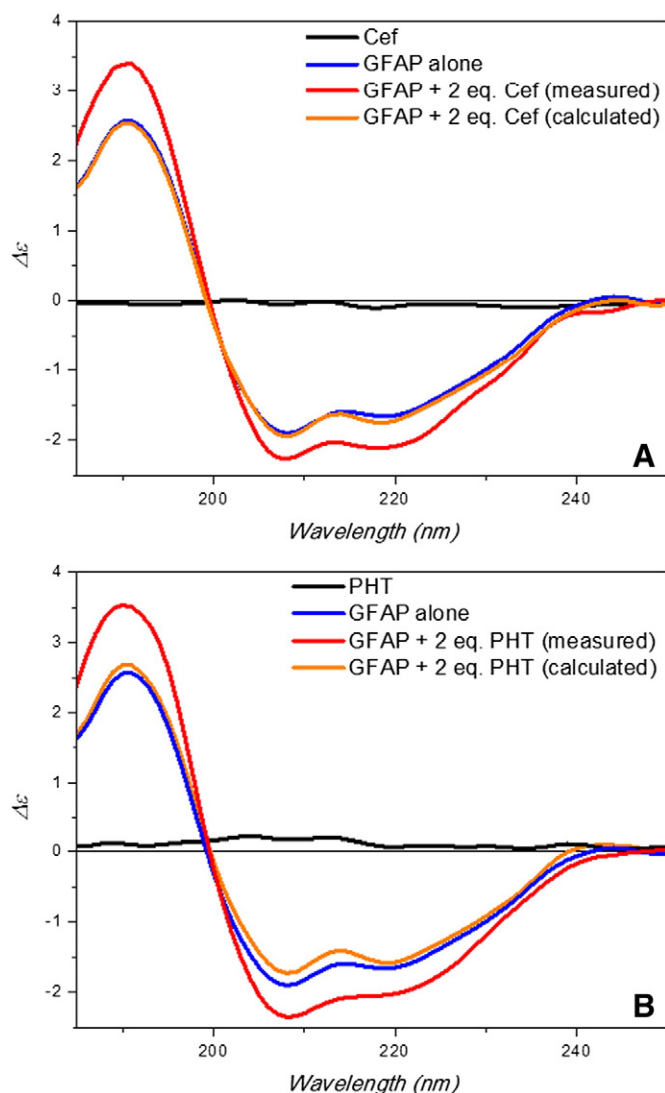 Cef
GFAP alone
GFAP + 2 eq. Cef (measured)
GFAP + 2 eq. Cef (calculated)
4
3
2
1
0
-1
-2
Δε
200
220
240
Wavelength (nm)
A
PHT
GFAP alone
GFAP + 2 eq. PHT (measured)
GFAP + 2 eq. PHT (calculated)
4
3
2
1
0
-1
-2
Δε
200
220
240
Wavelength (nm)
B